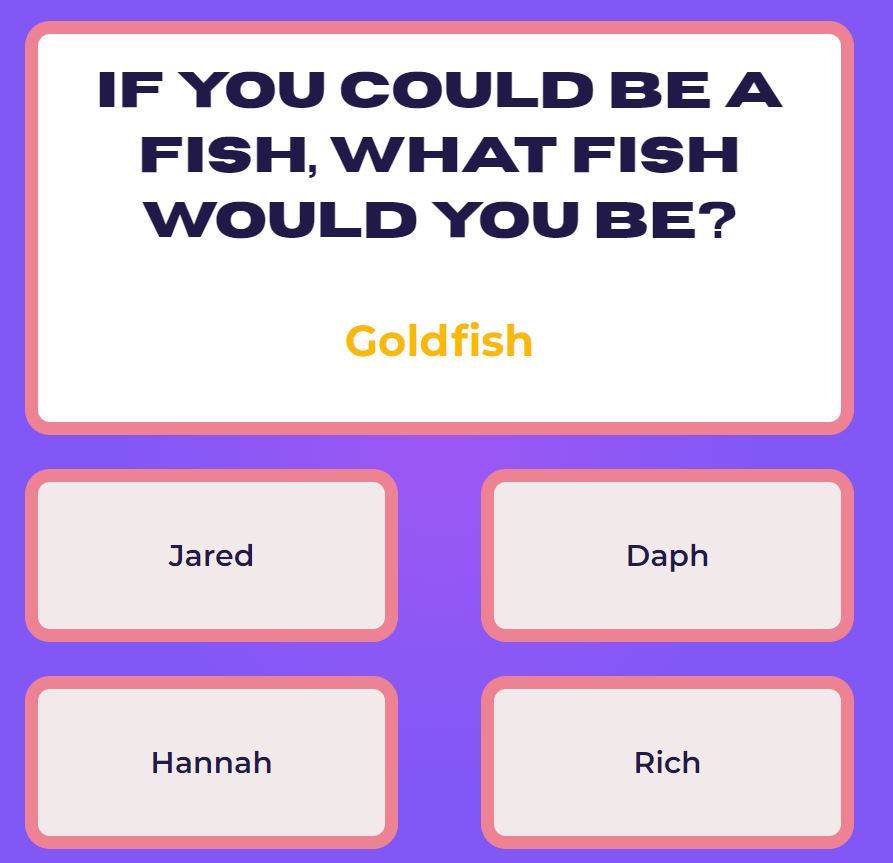 IF YOU COULD BE A
FISH, WHAT FISH
WOULD YOU BE?
Goldfish
Jared
Daph
Hannah
Rich